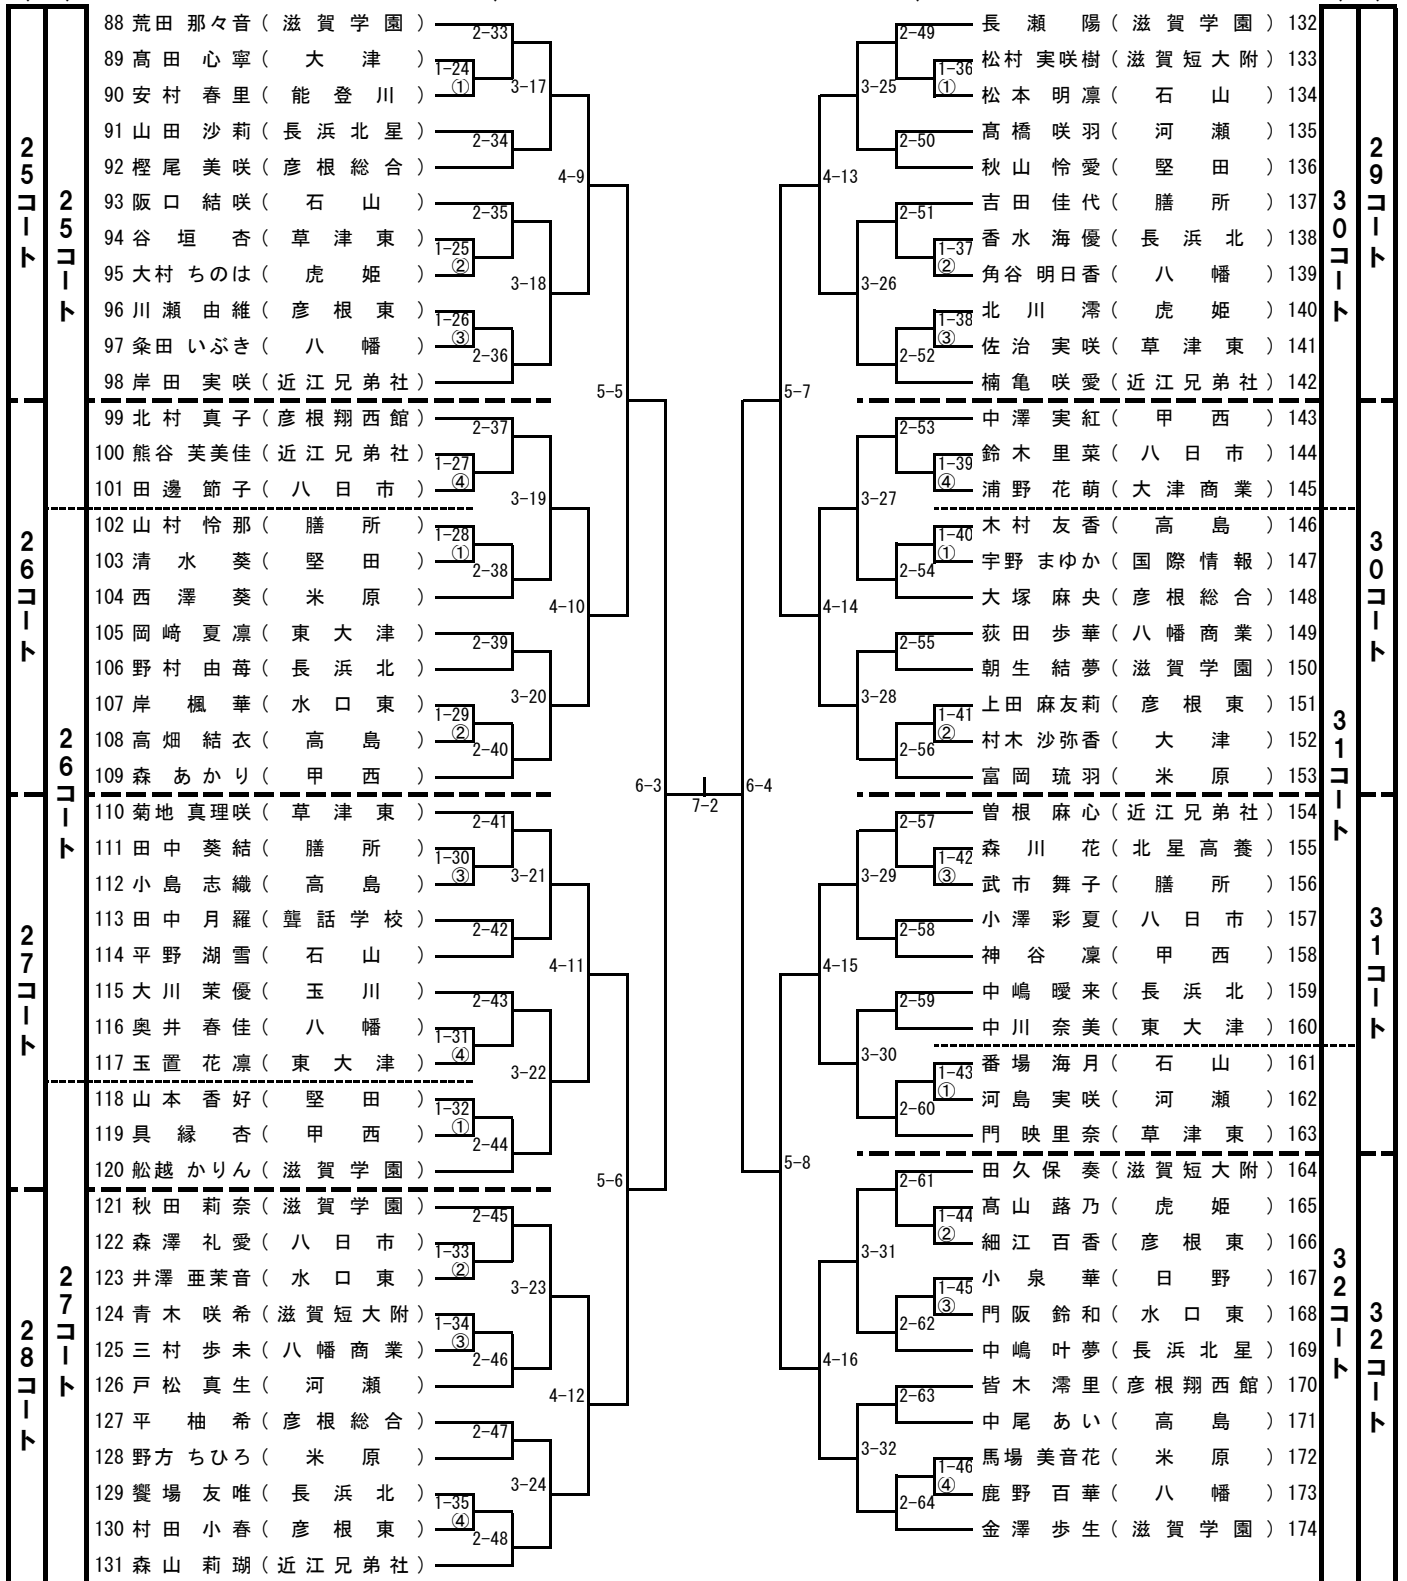 25コート
26コート
27コート
28コート
25コート
26コート
27コート
88 荒田 那々音 ( 滋賀学園 )
89 髙田 心寧 ( 大津 )
90 安村 春里 ( 能登川 )
91 山田 沙莉 ( 長浜北星 )
92 樫尾 美咲 ( 彦根総合 )
93 阪口 結咲 ( 石山 )
94 谷垣 杏 ( 草津東 )
95 大村 ちのは ( 虎姫 )
96 川瀬 由維 ( 彦根東 )
97 粂田 いぶき ( 八幡 )
98 岸田 実咲 ( 近江兄弟社 )
99 北村 真子 ( 彦根翔西館 )
100 熊谷 芙美佳 ( 近江兄弟社 )
101 田邊 節子 ( 八日市 )
102 山村 怜那 ( 膳所 )
103 清水 葵 ( 堅田 )
104 西澤 葵 ( 米原 )
105 岡﨑 夏凛 ( 東大津 )
106 野村 由苺 ( 長浜北 )
107 岸 楓華 ( 水口東 )
108 高畑 結衣 ( 高島 )
109 森 あかり ( 甲西 )
110 菊地 真理咲 ( 草津東 )
111 田中 葵結 ( 膳所 )
112 小島 志織 ( 高島 )
113 田中 月羅 ( 聾話学校 )
114 平野 湖雪 ( 石山 )
115 大川 茉優 ( 玉川 )
116 奥井 春佳 ( 八幡 )
117 玉置 花凛 ( 東大津 )
118 山本 香好 ( 堅田 )
119 具縁 杏 ( 甲西 )
120 舩越 かりん ( 滋賀学園 )
121 秋田 莉奈 ( 滋賀学園 )
122 森澤 礼愛 ( 八日市 )
123 井澤 亜茉音 ( 水口東 )
124 青木 咲希 ( 滋賀短大附 )
125 三村 歩未 ( 八幡商業 )
126 戸松 真生 ( 河瀬 )
127 平 柚希 ( 彦根総合 )
128 野方 ちひろ ( 米原 )
129 饗場 友唯 ( 長浜北 )
130 村田 小春 ( 彦根東 )
131 森山 莉瑚 ( 近江兄弟社 )
1-24 ①
1-25 ②
1-26 ③
1-27 ④
1-28 ①
1-29 ②
1-30 ③
1-31 ④
1-32 ①
1-33 ②
1-34 ③
1-35 ④
2-33
2-34
2-35
2-36
2-37
2-38
2-39
2-40
2-41
2-42
2-43
2-44
2-45
2-46
2-47
2-48
3-17
3-18
3-19
3-20
3-21
3-22
3-23
3-24
4-9
4-10
4-11
4-12
5-5
5-6
6-3
7-2
6-4
5-7
5-8
4-13
4-14
4-15
4-16
3-25
3-26
3-27
3-28
3-29
3-30
3-31
3-32
2-49
2-50
2-51
2-52
2-53
2-54
2-55
2-56
2-57
2-58
2-59
2-60
2-61
2-62
2-63
2-64
1-36 ①
1-37 ②
1-38 ③
1-39 ④
1-40 ①
1-41 ②
1-42 ③
1-43 ①
1-44 ②
1-45 ③
1-46 ④
長瀬 陽 ( 滋賀学園 ) 132
松村 実咲樹 ( 滋賀短大附 ) 133
松本 明凛 ( 石山 ) 134
髙橋 咲羽 ( 河瀬 ) 135
秋山 怜愛 ( 堅田 ) 136
吉田 佳代 ( 膳所 ) 137
香水 海優 ( 長浜北 ) 138
角谷 明日香 ( 八幡 ) 139
北川 澪 ( 虎姫 ) 140
佐治 実咲 ( 草津東 ) 141
楠亀 咲愛 ( 近江兄弟社 ) 142
中澤 実紅 ( 甲西 ) 143
鈴木 里菜 ( 八日市 ) 144
浦野 花萌 ( 大津商業 ) 145
木村 友香 ( 高島 ) 146
宇野 まゆか ( 国際情報 ) 147
大塚 麻央 ( 彦根総合 ) 148
荻田 歩華 ( 八幡商業 ) 149
朝生 結夢 ( 滋賀学園 ) 150
上田 麻友莉 ( 彦根東 ) 151
村木 沙弥香 ( 大津 ) 152
富岡 琉羽 ( 米原 ) 153
曽根 麻心 ( 近江兄弟社 ) 154
森川 花 ( 北星高養 ) 155
武市 舞子 ( 膳所 ) 156
小澤 彩夏 ( 八日市 ) 157
神谷 凜 ( 甲西 ) 158
中嶋 曖来 ( 長浜北 ) 159
中川 奈美 ( 東大津 ) 160
番場 海月 ( 石山 ) 161
河島 実咲 ( 河瀬 ) 162
門 映里奈 ( 草津東 ) 163
田久保 奏 ( 滋賀短大附 ) 164
髙山 蕗乃 ( 虎姫 ) 165
細江 百香 ( 彦根東 ) 166
小泉 華 ( 日野 ) 167
門阪 鈴和 ( 水口東 ) 168
中嶋 叶夢 ( 長浜北星 ) 169
皆木 澪里 ( 彦根翔西館 ) 170
中尾 あい ( 高島 ) 171
馬場 美音花 ( 米原 ) 172
鹿野 百華 ( 八幡 ) 173
金澤 歩生 ( 滋賀学園 ) 174
30コート
31コート
32コート
29コート
30コート
31コート
32コート